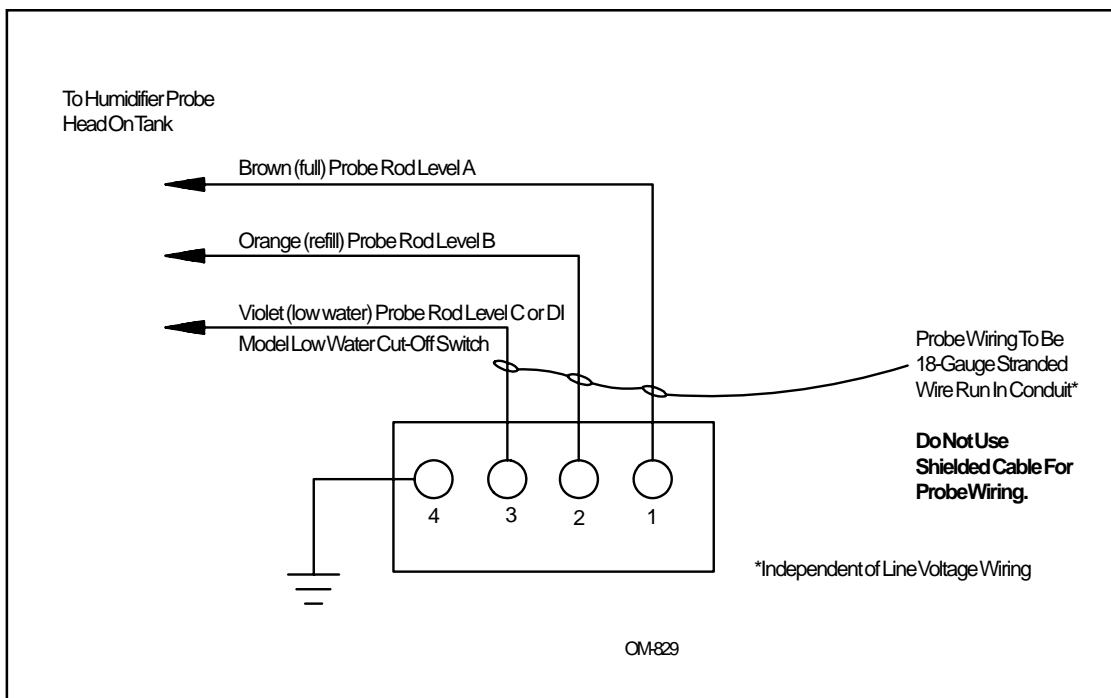 To Humidifier Probe
Head On Tank
Brown (full) Probe Rod Level A
Orange (refill) Probe Rod Level B
Violet (low water) Probe Rod Level C or DI
Model Low Water Cut-Off Switch
Probe Wiring To Be
18-Gauge Stranded
Wire Run In Conduit*
Do Not Use
Shielded Cable For
Probe Wiring.
4 3 2 1
*Independent of Line Voltage Wiring
OM-829